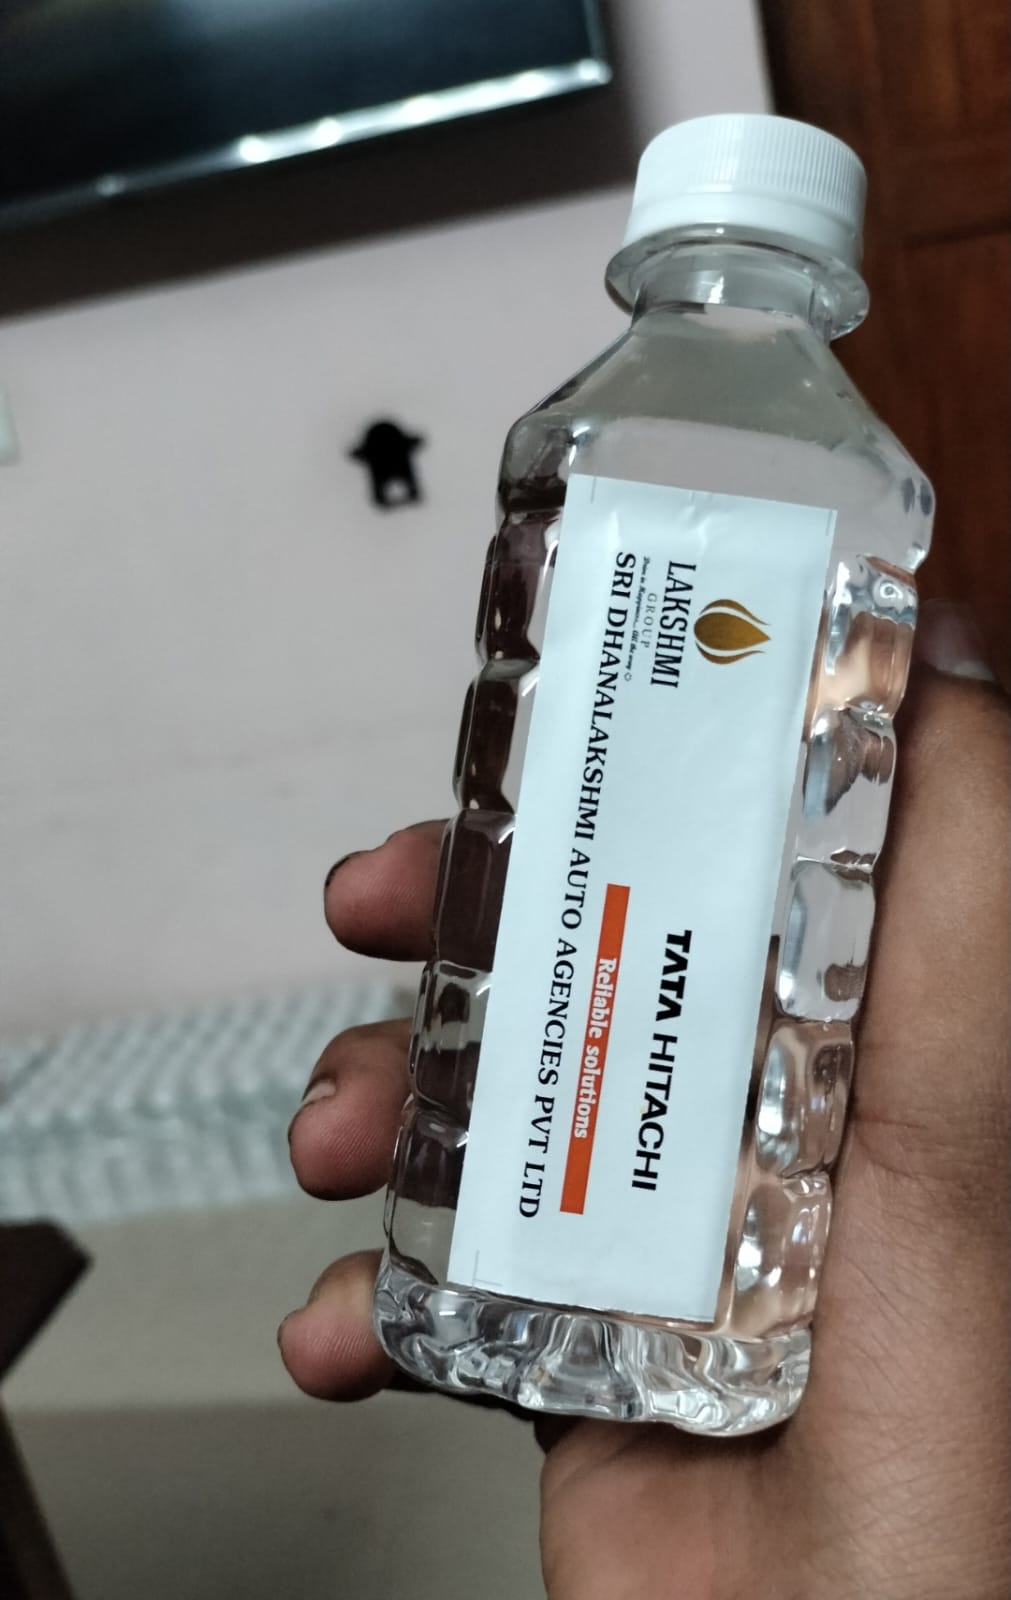 LAKSHMI
GROUP
TATA HITACHI
Reliable solutions
SRI DHANALAKSHMI AUTO AGENCIES PVT LTD